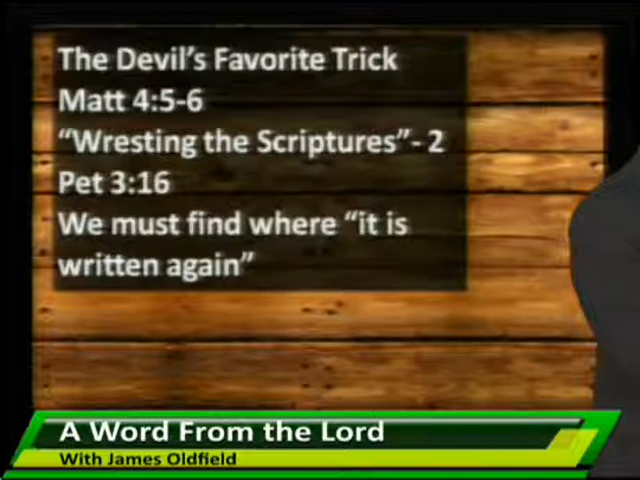 The Devil's Favorite Trick
Matt 4:5-6
"Wresting the Scriptures"- 2
Pet 3:16
We must find where "it is
written again"
A Word From the Lord
With James Oldfield